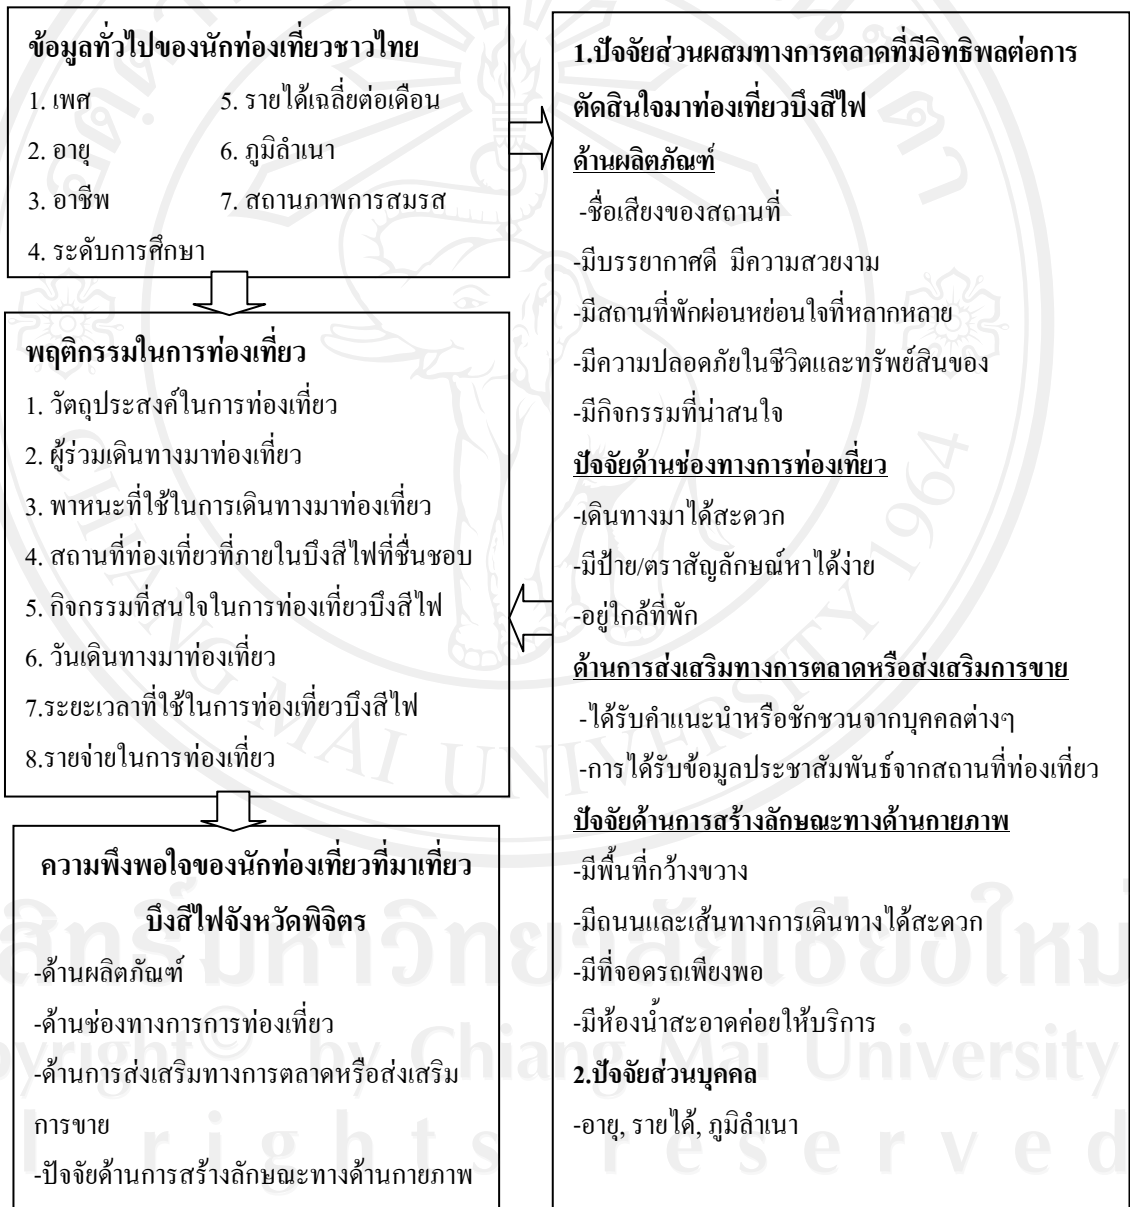 ข้อมูลทั่วไปของนักท่องเที่ยวชาวไทย
1. เพศ 5. รายได้เฉลี่ยต่อเดือน
2. อายุ 6. ภูมิลำเนา
3. อาชีพ 7. สถานภาพการสมรส
4. ระดับการศึกษา
พฤติกรรมในการท่องเที่ยว
1. วัตถุประสงค์ในการท่องเที่ยว
2. ผู้ร่วมเดินทางมาท่องเที่ยว
3. พาหนะที่ใช้ในการเดินทางมาท่องเที่ยว
4. สถานที่ท่องเที่ยวที่ภายในบึงสีไฟที่ชื่นชอบ
5. กิจกรรมที่สนใจในการท่องเที่ยวบึงสีไฟ
6. วันเดินทางมาท่องเที่ยว
7.ระยะเวลาที่ใช้ในการท่องเที่ยวบึงสีไฟ
8.รายจ่ายในการท่องเที่ยว
ความพึงพอใจของนักท่องเที่ยวที่มาเที่ยว
บึงสีไฟจังหวัดพิจิตร
-ด้านผลิตภัณฑ์
-ด้านช่องทางการการท่องเที่ยว
-ด้านการส่งเสริมทางการตลาดหรือส่งเสริม
การขาย
-ปัจจัยด้านการสร้างลักษณะทางด้านกายภาพ
1.ปัจจัยส่วนผสมทางการตลาดที่มีอิทธิพลต่อการ
ตัดสินใจมาท่องเที่ยวบึงสีไฟ
ด้านผลิตภัณฑ์
-ชื่อเสียงของสถานที่
-มีบรรยากาศดี มีความสวยงาม
-มีสถานที่พักผ่อนหย่อนใจที่หลากหลาย
-มีความปลอดภัยในชีวิตและทรัพย์สินของ
-มีกิจกรรมที่น่าสนใจ
ปัจจัยด้านช่องทางการท่องเที่ยว
-เดินทางมาได้สะดวก
-มีป้าย/ตราสัญลักษณ์หาได้ง่าย
-อยู่ใกล้ที่พัก
ด้านการส่งเสริมทางการตลาดหรือส่งเสริมการขาย
-ได้รับคำแนะนำหรือชักชวนจากบุคคลต่างๆ
-การได้รับข้อมูลประชาสัมพันธ์จากสถานที่ท่องเที่ยว
ปัจจัยด้านการสร้างลักษณะทางด้านกายภาพ
-มีพื้นที่กว้างขวาง
-มีถนนและเส้นทางการเดินทางได้สะดวก
-มีที่จอดรถเพียงพอ
-มีห้องน้ำสะอาดค่อยให้บริการ
2.ปัจจัยส่วนบุคคล
-อายุ, รายได้, ภูมิลำเนา
CHIANG MAI UNIVERSITY 1964
by Chiang Mai University
rights reserved